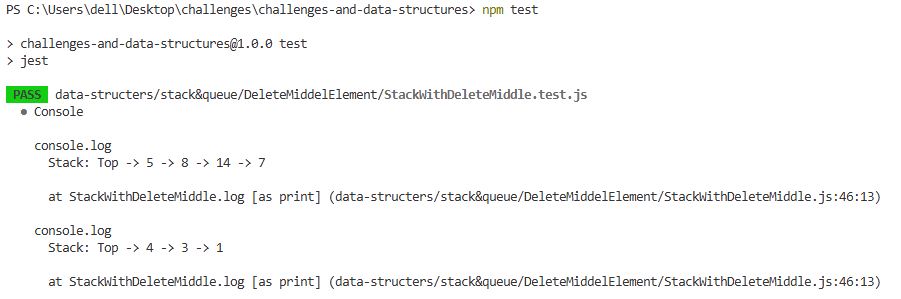 PS C:\Users\dell\Desktop\challenges\challenges-and-data-structures> npm test
> challenges-and-data-structures@1.0.0 test
> jest
PASS data-structers/stack&queue/DeleteMiddelElement/StackWithDeleteMiddle.test.js
● Console
console.log
Stack: Top -> 5 -> 8 -> 14 -> 7
at StackWithDeleteMiddle.log [as print] (data-structers/stack&queue/DeleteMiddelElement/StackWithDeleteMiddle.js:46:13)
console.log
Stack: Top -> 4 -> 3 -> 1
at StackWithDeleteMiddle.log [as print] (data-structers/stack&queue/DeleteMiddelElement/StackWithDeleteMiddle.js:46:13)